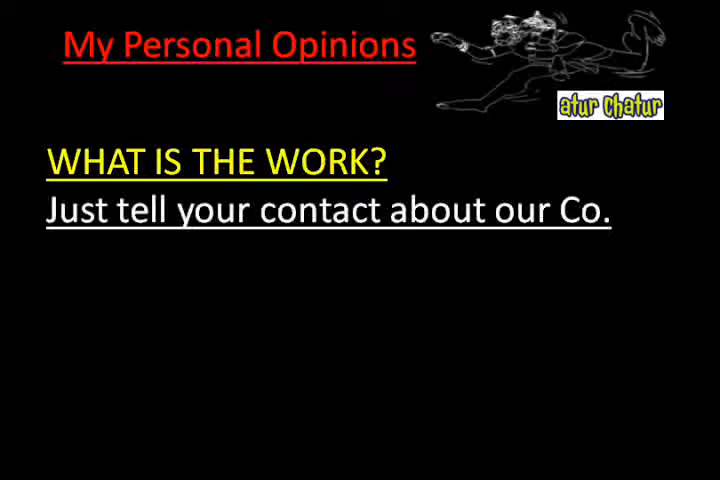 My Personal Opinions
atur Chatur
WHAT IS THE WORK?
Just tell your contact about our Co.